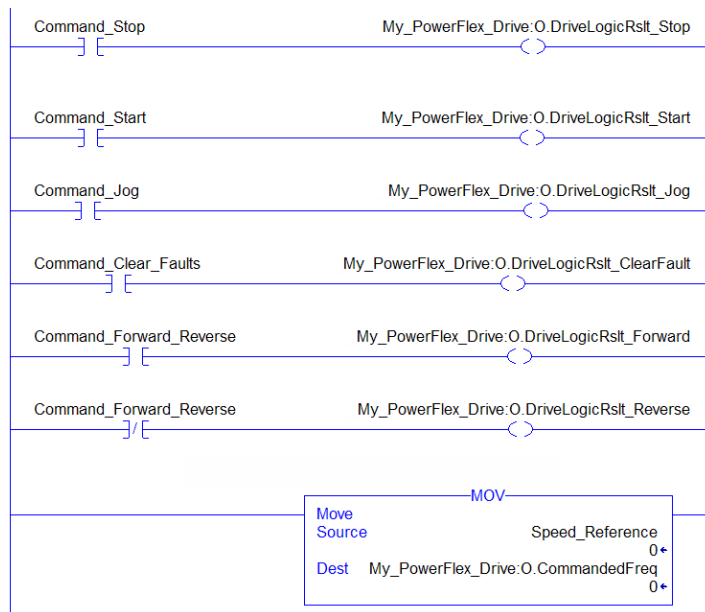 Command_Stop My_PowerFlex_Drive:O.DriveLogicRslt_Stop
Command_Start My_PowerFlex_Drive:O.DriveLogicRslt_Start
Command_Jog My_PowerFlex_Drive:O.DriveLogicRslt_Jog
Command_Clear_Faults My_PowerFlex_Drive:O.DriveLogicRslt_ClearFault
Command_Forward_Reverse My_PowerFlex_Drive:O.DriveLogicRslt_Forward
Command_Forward_Reverse My_PowerFlex_Drive:O.DriveLogicRslt_Reverse
MOV
Move
Source Speed_Reference
0
Dest My_PowerFlex_Drive:O.CommandedFreq
0